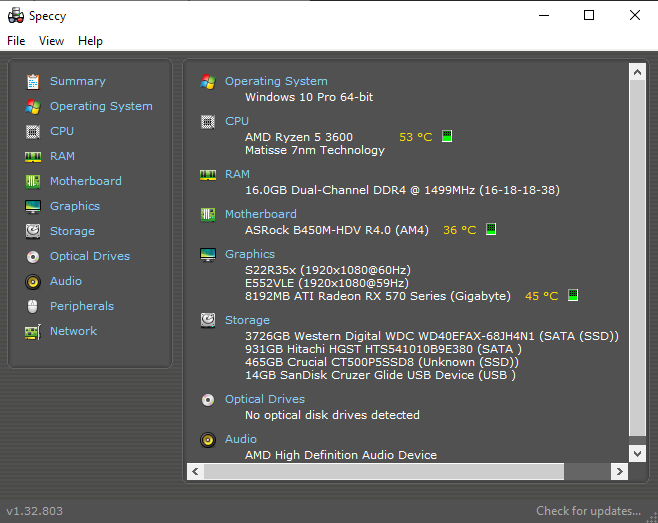 Speccy
File View Help
Summary
Operating System
CPU
RAM
Motherboard
Graphics
Storage
Optical Drives
Audio
Peripherals
Network
Operating System
Windows 10 Pro 64-bit
CPU
AMD Ryzen 5 3600 53 °C
Matisse 7nm Technology
RAM
16.0GB Dual-Channel DDR4 @ 1499MHz (16-18-18-38)
Motherboard
ASRock B450M-HDV R4.0 (AM4) 36 °C
Graphics
S22R35x (1920x1080@60Hz)
E552VLE (1920x1080@59Hz)
8192MB ATI Radeon RX 570 Series (Gigabyte) 45 °C
Storage
3726GB Western Digital WDC WD40EFAX-68JH4N1 (SATA (SSD))
931GB Hitachi HGST HTS541010B9E380 (SATA )
465GB Crucial CT500P5SSD8 (Unknown (SSD))
14GB SanDisk Cruzer Glide USB Device (USB )
Optical Drives
No optical disk drives detected
Audio
AMD High Definition Audio Device
v1.32.803
Check for updates...